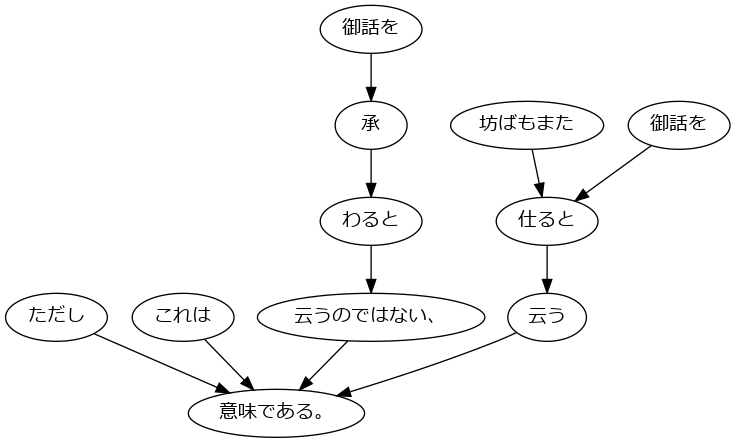 御話を
承
坊ばもまた
御話を
わると
仕ると
ただし
これは
云うのではない、
云う
意味である。